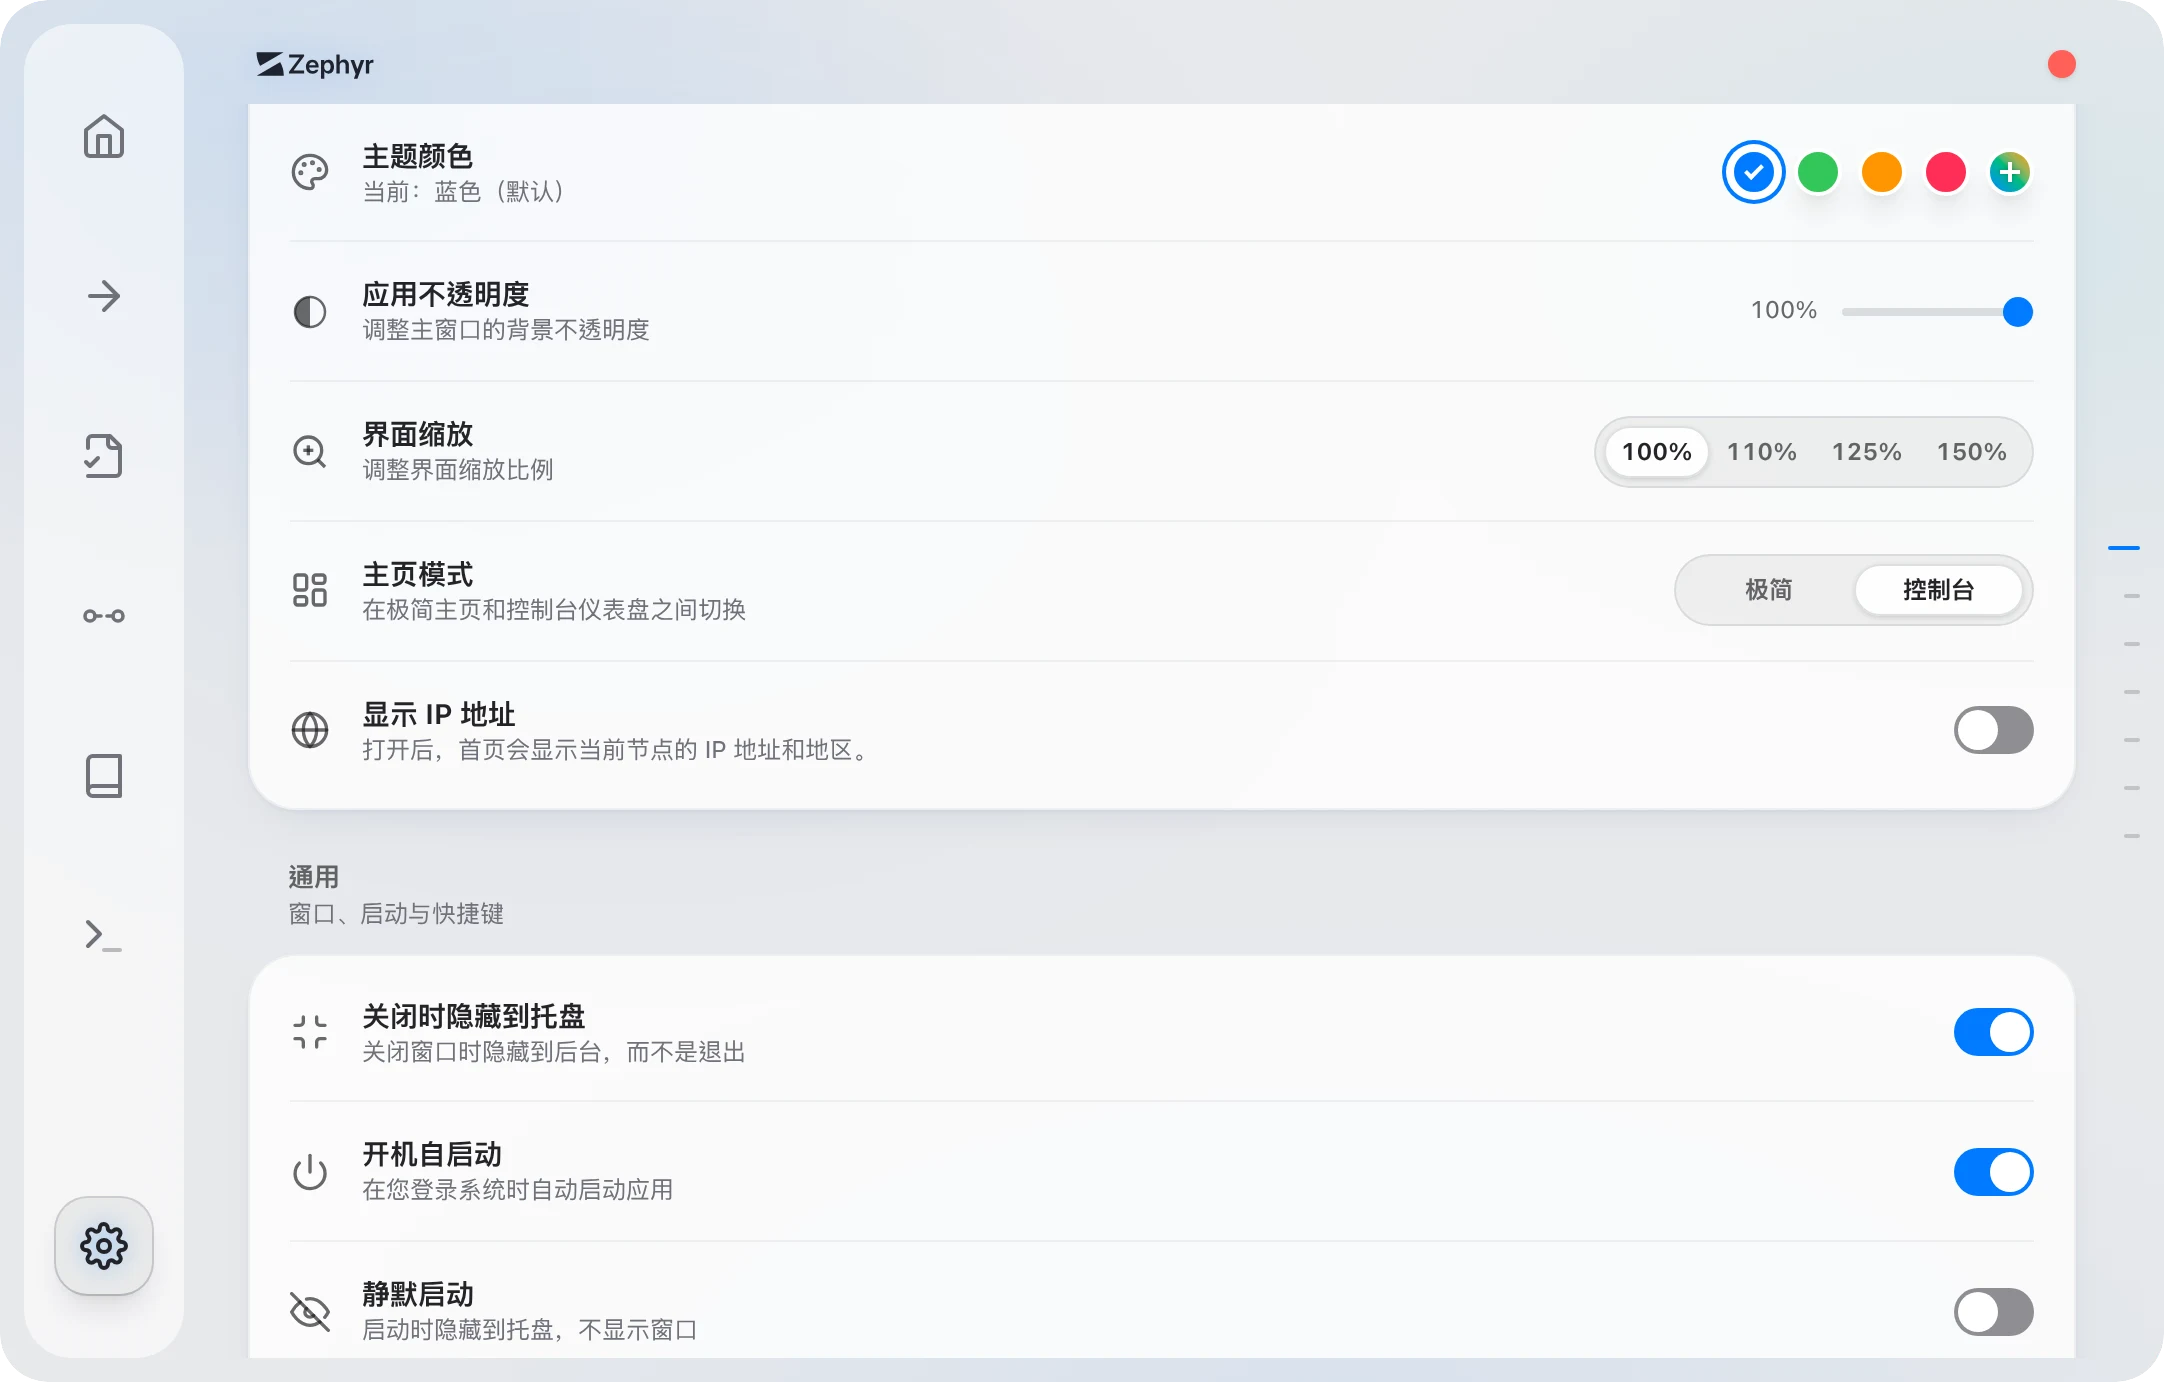 Zephyr
主题颜色
当前：蓝色（默认）
应用不透明度
调整主窗口的背景不透明度
100%
界面缩放
调整界面缩放比例
100% 110% 125% 150%
主页模式
在极简主页和控制台仪表盘之间切换
极简 控制台
显示 IP 地址
打开后，首页会显示当前节点的 IP 地址和地区。
通用
窗口、启动与快捷键
关闭时隐藏到托盘
关闭窗口时隐藏到后台，而不是退出
开机自启动
在您登录系统时自动启动应用
静默启动
启动时隐藏到托盘，不显示窗口